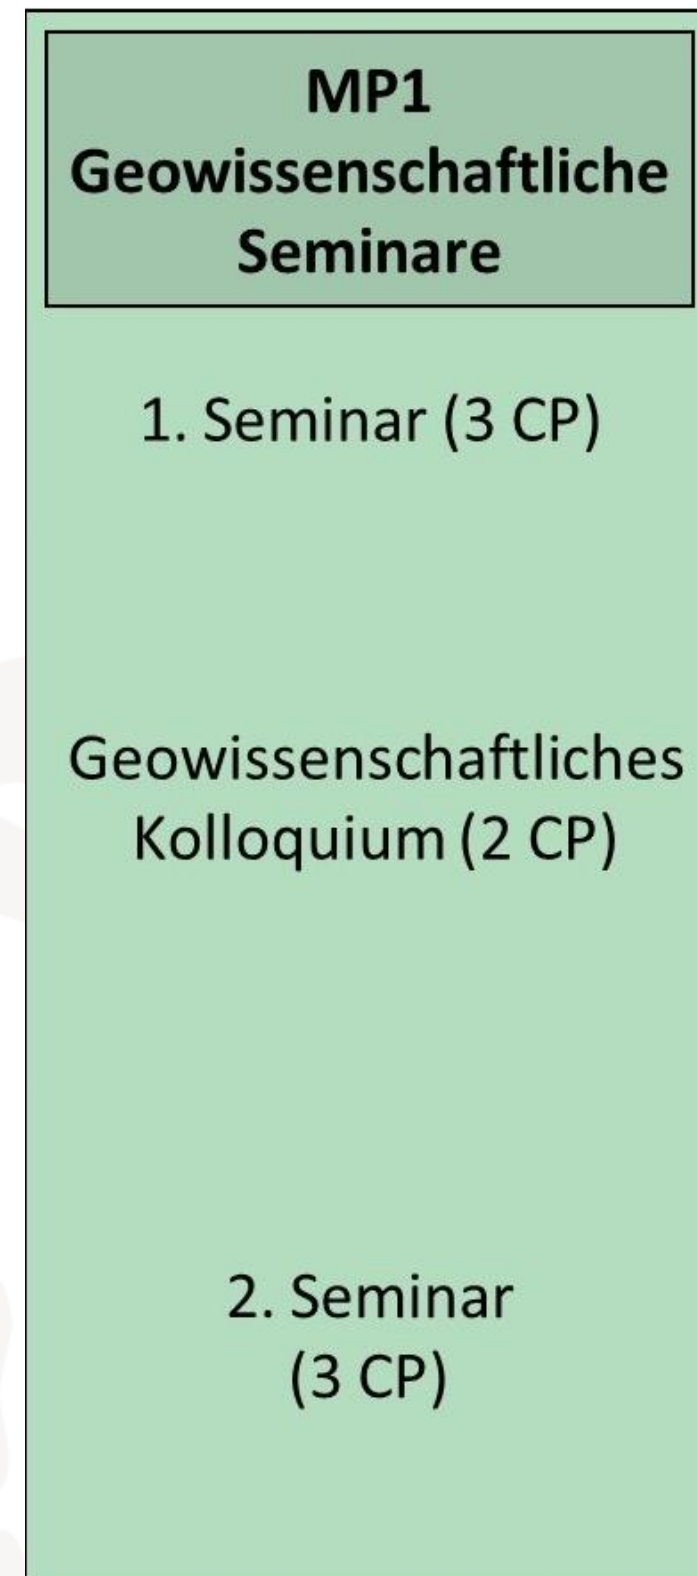 MP1
Geowissenschaftliche
Seminare
1. Seminar (3 CP)
Geowissenschaftliches
Kolloquium (2 CP)
2. Seminar
(3 CP)